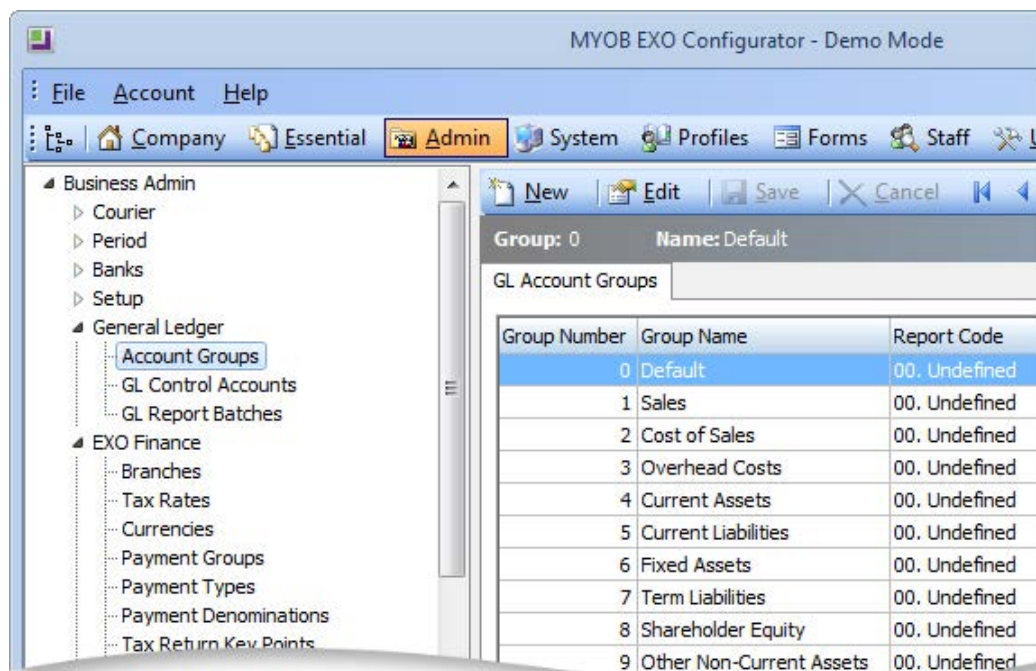 MYOB EXO Configurator - Demo Mode
File Account Help
Company Essential Admin System Profiles Forms Staff
Business Admin
Courier
Period
Banks
Setup
General Ledger
Account Groups
GL Control Accounts
GL Report Batches
EXO Finance
Branches
Tax Rates
Currencies
Payment Groups
Payment Types
Payment Denominations
Tax Return Key Points
New Edit Save Cancel
Group: 0 Name: Default
GL Account Groups
Group Number Group Name Report Code
0 Default 00. Undefined
1 Sales 00. Undefined
2 Cost of Sales 00. Undefined
3 Overhead Costs 00. Undefined
4 Current Assets 00. Undefined
5 Current Liabilities 00. Undefined
6 Fixed Assets 00. Undefined
7 Term Liabilities 00. Undefined
8 Shareholder Equity 00. Undefined
9 Other Non-Current Assets 00. Undefined